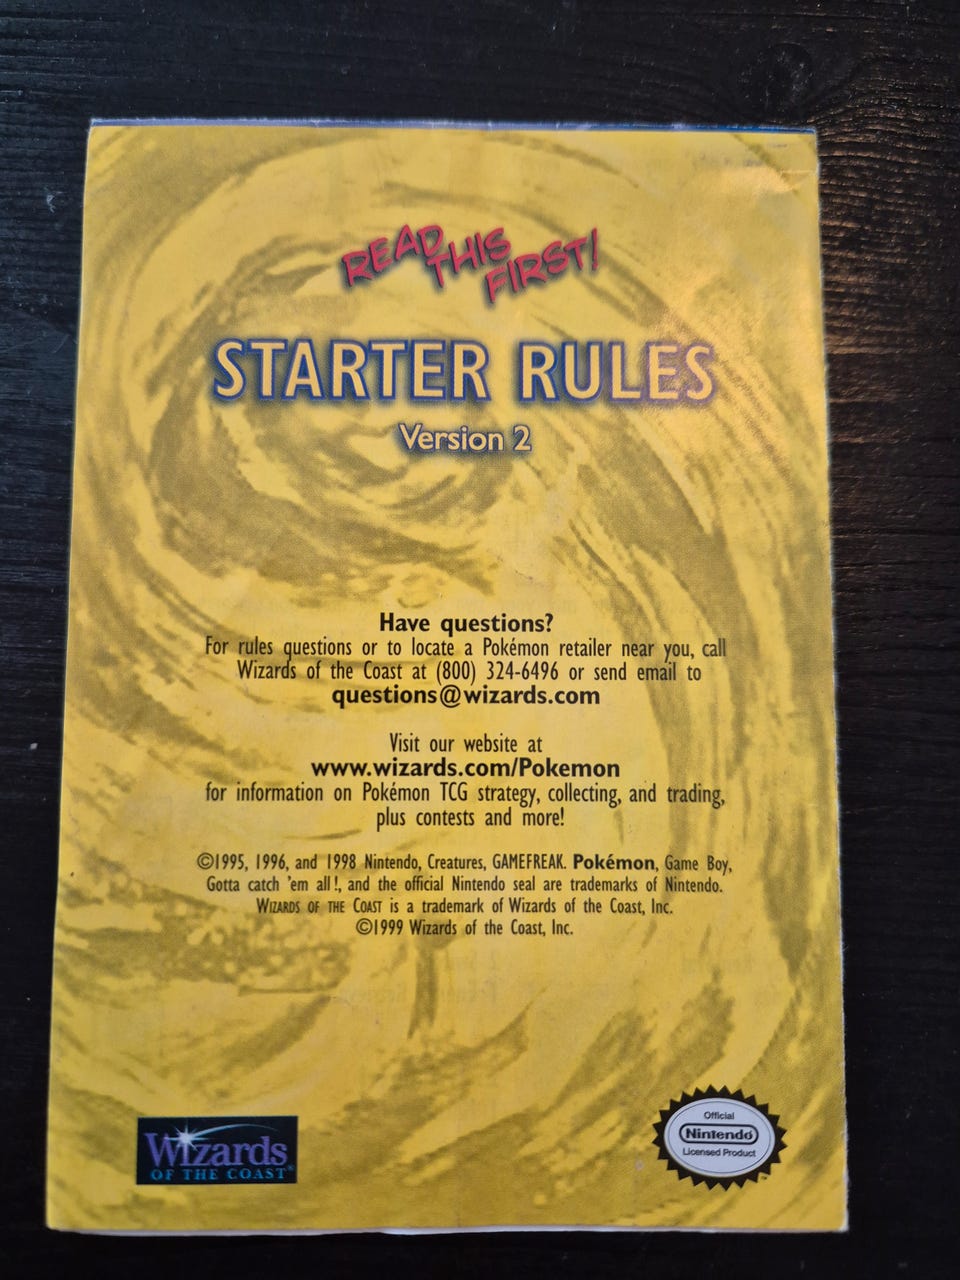 READ THIS FIRST!
STARTER RULES
Version 2
Have questions?
For rules questions or to locate a Pokémon retailer near you, call
Wizards of the Coast at (800) 324-6496 or send email to
questions@wizards.com
Visit our website at
www.wizards.com/Pokemon
for information on Pokémon TCG strategy, collecting, and trading,
plus contests and more!
©1995, 1996, and 1998 Nintendo, Creatures, GAMEFREAK. Pokémon, Game Boy,
Gotta catch 'em all!, and the official Nintendo seal are trademarks of Nintendo.
WIZARDS OF THE COAST is a trademark of Wizards of the Coast, Inc.
©1999 Wizards of the Coast, Inc.
Wizards
OF THE COAST®
Official
Nintendo
Licensed Product